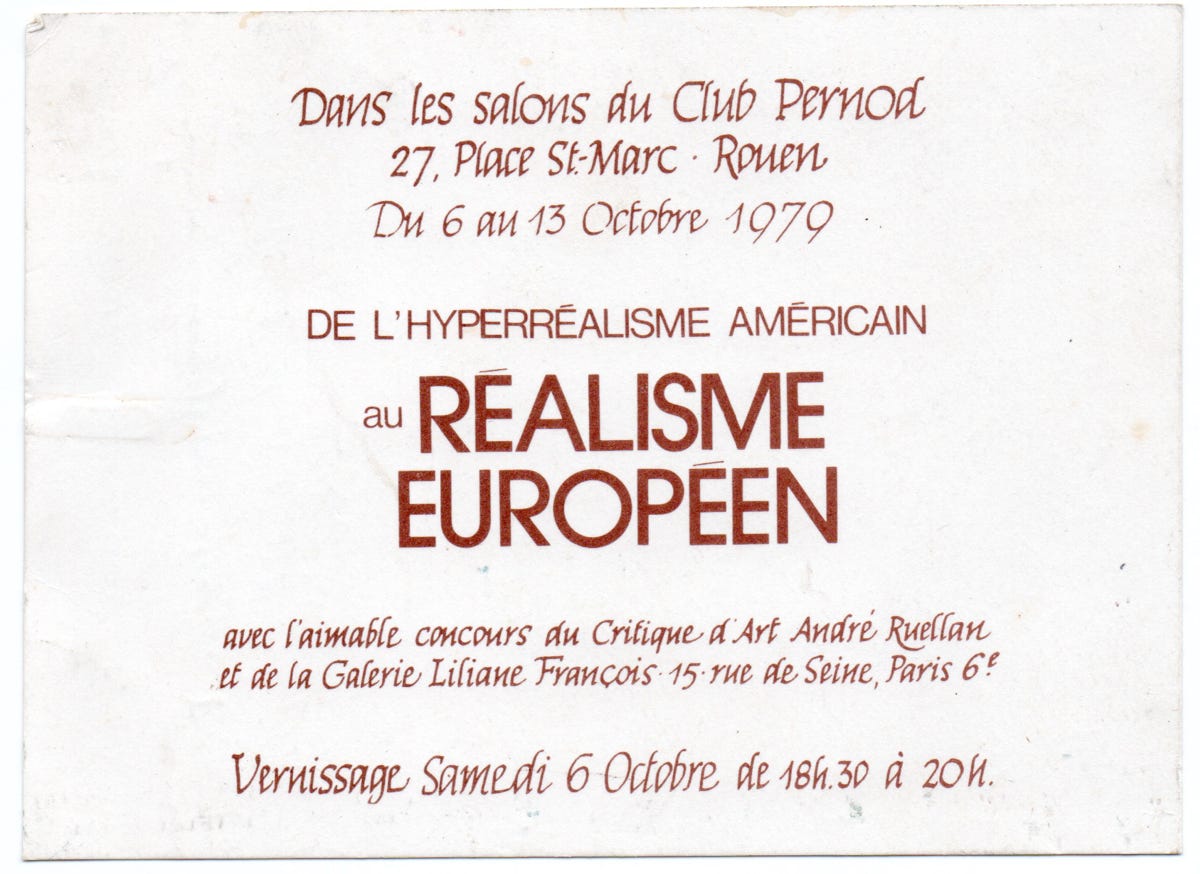 Dans les salons du Club Pernod
27, Place St-Marc · Rouen
Du 6 au 13 Octobre 1979
DE L'HYPERRÉALISME AMÉRICAIN
au RÉALISME
EUROPÉEN
avec l'aimable concours du Critique d'Art André Ruellan
et de la Galerie Liliane François · 15 · rue de Seine, Paris 6e
Vernissage Samedi 6 Octobre de 18h.30 à 20h.